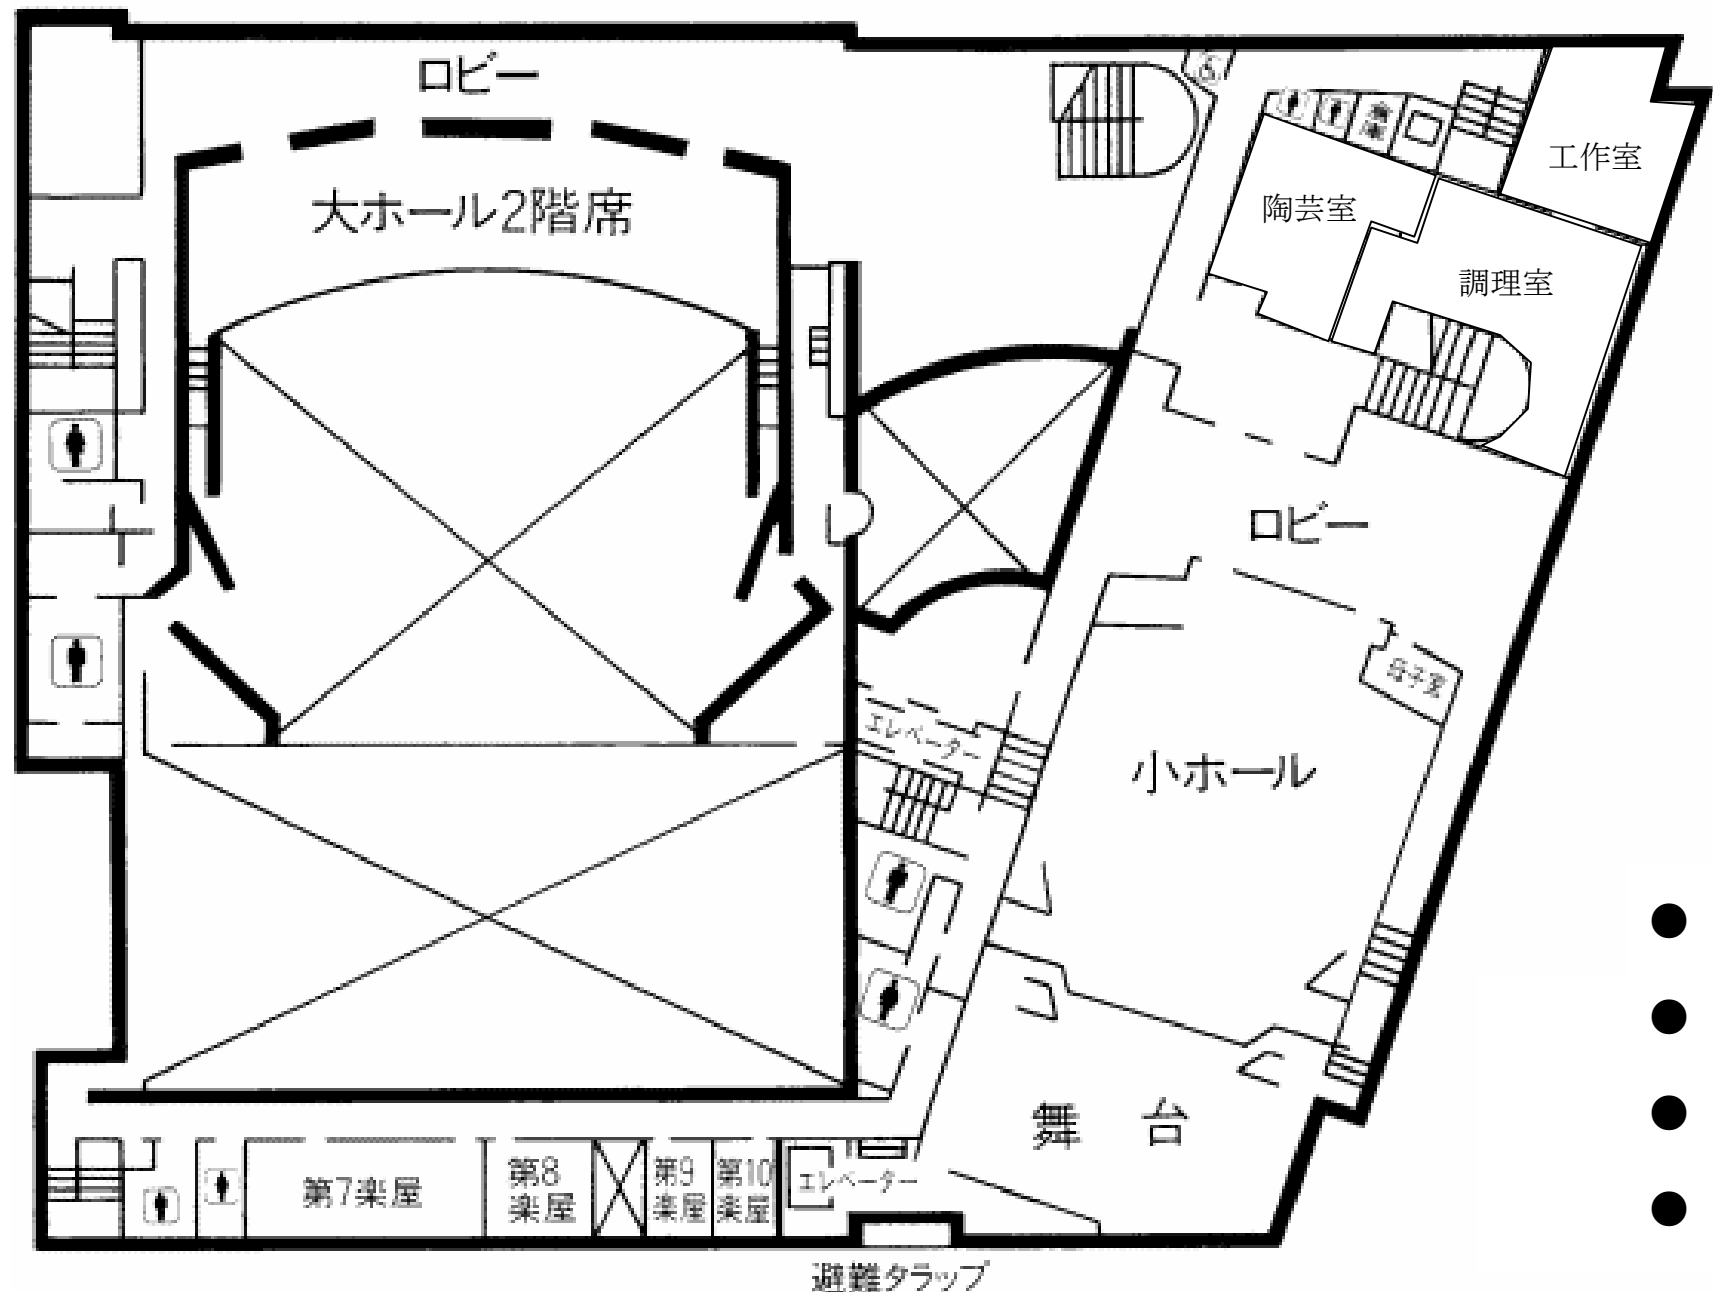 ロビー
倉庫
工作室
大ホール2階席
陶芸室
調理室
ロビー
母子室
エレベーター
小ホール
舞 台
第7楽屋
第8
楽屋
第9
楽屋
第10
楽屋
エレベーター
避難タラップ